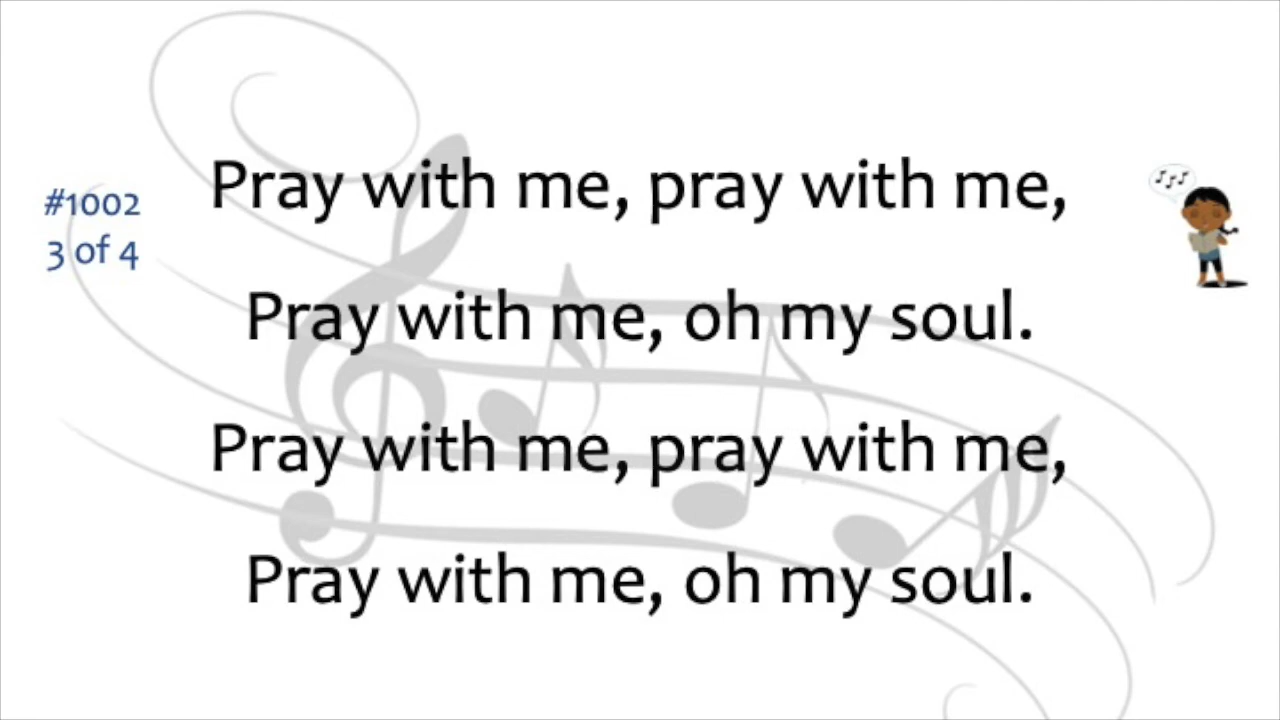 #1002
3 of 4
Pray with me, pray with me,
Pray with me, oh my soul.
Pray with me, pray with me,
Pray with me, oh my soul.